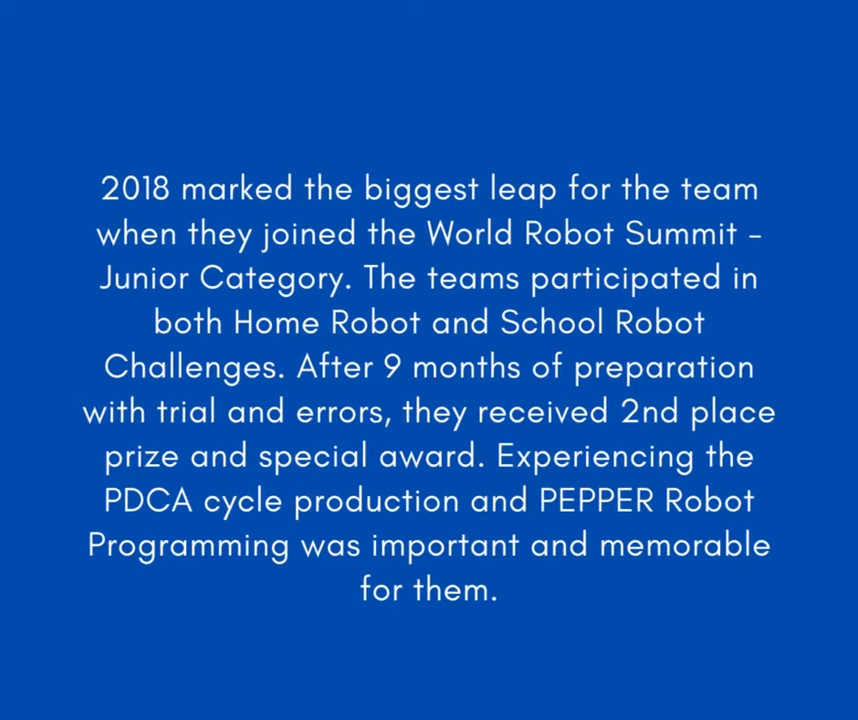 2018 marked the biggest leap for the team
when they joined the World Robot Summit -
Junior Category. The teams participated in
both Home Robot and School Robot
Challenges. After 9 months of preparation
with trial and errors, they received 2nd place
prize and special award. Experiencing the
PDCA cycle production and PEPPER Robot
Programming was important and memorable
for them.